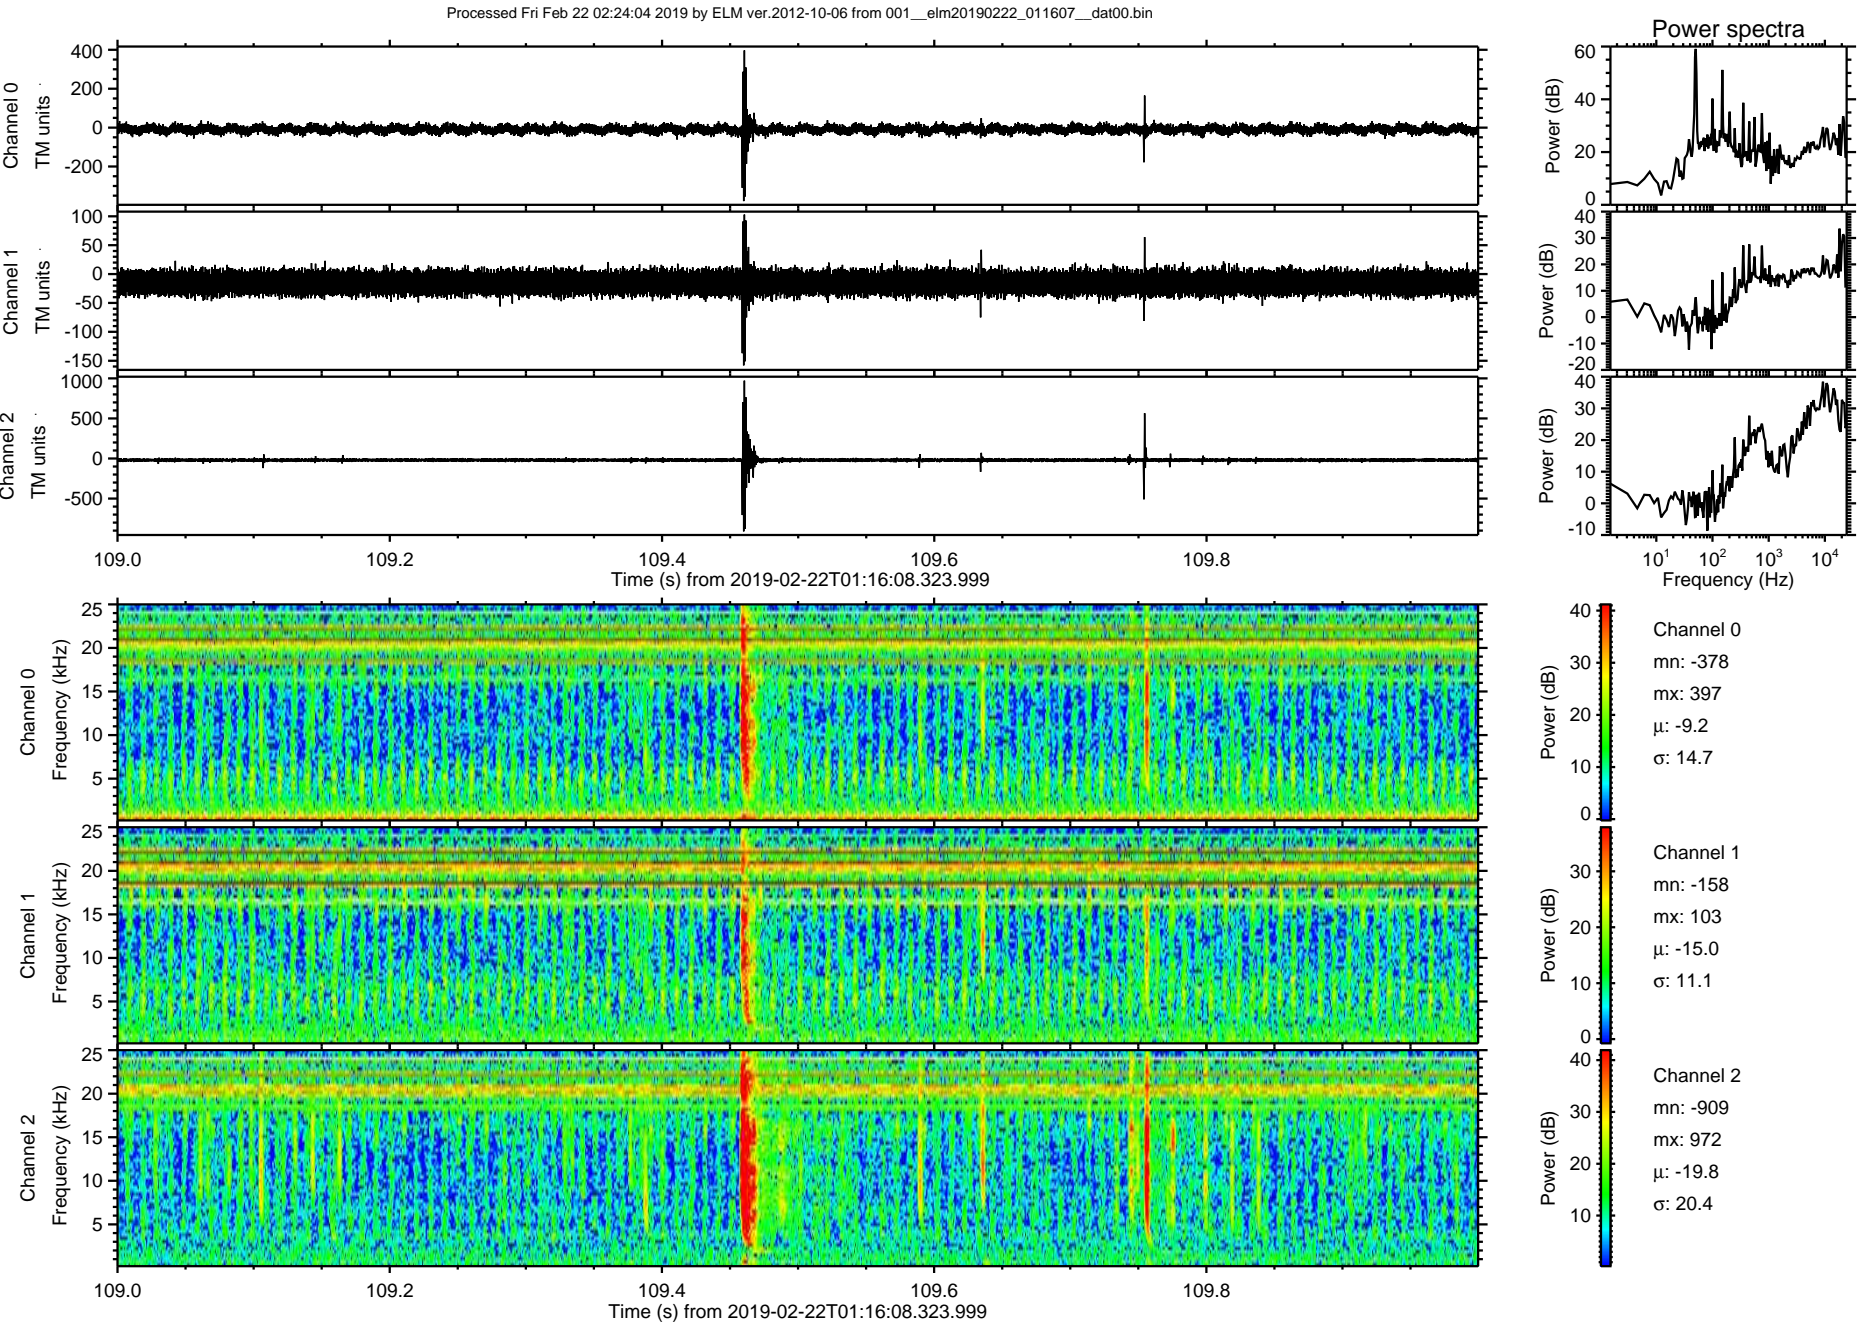 Processed Fri Feb 22 02:24:04 2019 by ELM ver.2012-10-06 from 001__elm20190222_011607__dat00.bin
Power spectra
Channel 0
TM units
400
200
0
-200
Power (dB)
60
40
20
0
Channel 1
TM units
100
50
0
-50
-100
-150
Power (dB)
40
30
20
10
0
-10
-20
Channel 2
TM units
1000
500
0
-500
Power (dB)
40
30
20
10
0
-10
109.0 109.2 109.4 109.6 109.8
Time (s) from 2019-02-22T01:16:08.323.999
10¹ 10² 10³ 10⁴
Frequency (Hz)
Channel 0
Frequency (kHz)
25
20
15
10
5
Power (dB)
40
30
20
10
0
Channel 0
mn: -378
mx: 397
μ: -9.2
σ: 14.7
Channel 1
Frequency (kHz)
25
20
15
10
5
Power (dB)
30
20
10
0
Channel 1
mn: -158
mx: 103
μ: -15.0
σ: 11.1
Channel 2
Frequency (kHz)
25
20
15
10
5
Power (dB)
40
30
20
10
Channel 2
mn: -909
mx: 972
μ: -19.8
σ: 20.4
109.0 109.2 109.4 109.6 109.8
Time (s) from 2019-02-22T01:16:08.323.999